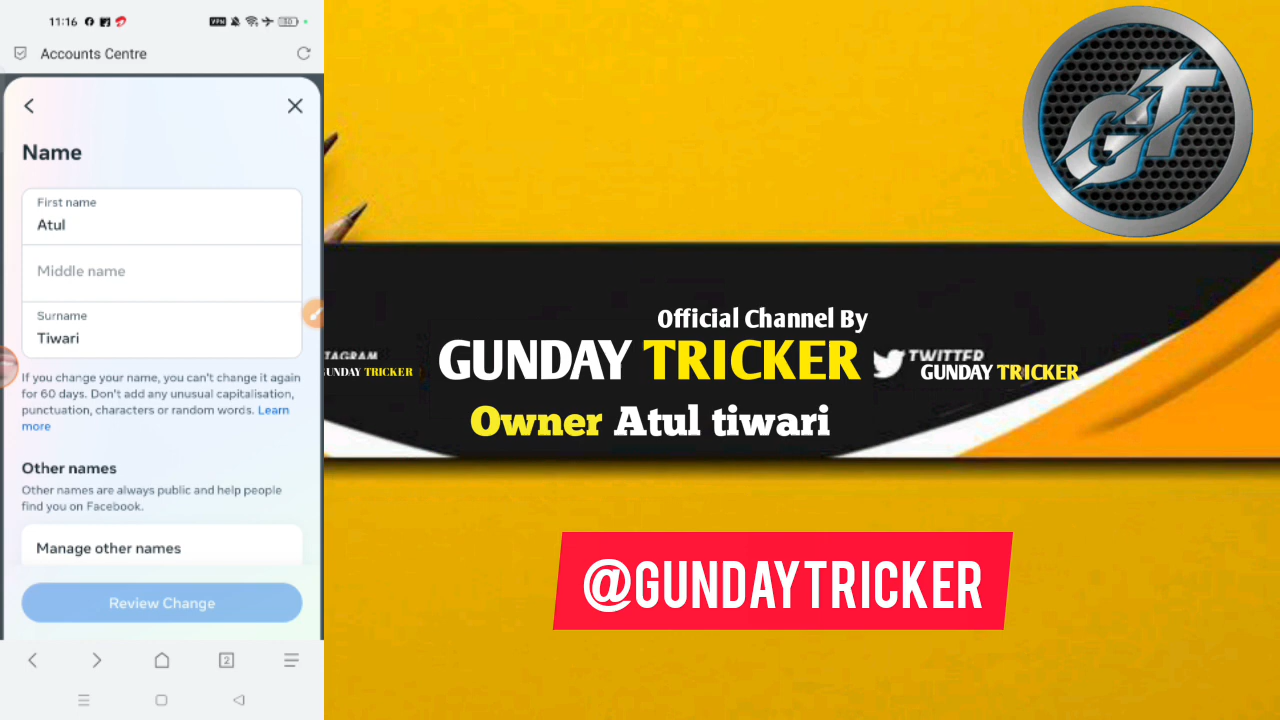 11:16
VPN
30
Accounts Centre
Name
First name
Atul
Middle name
Surname
Tiwari
If you change your name, you can't change it again
for 60 days. Don't add any unusual capitalisation,
punctuation, characters or random words. Learn
more
Other names
Other names are always public and help people
find you on Facebook.
Manage other names
Review Change
2
GT
Official Channel By
GUNDAY TRICKER
TAGRAM
UNDAY TRICKER
TWITTER
GUNDAY TRICKER
Owner Atul tiwari
@GUNDAYTRICKER